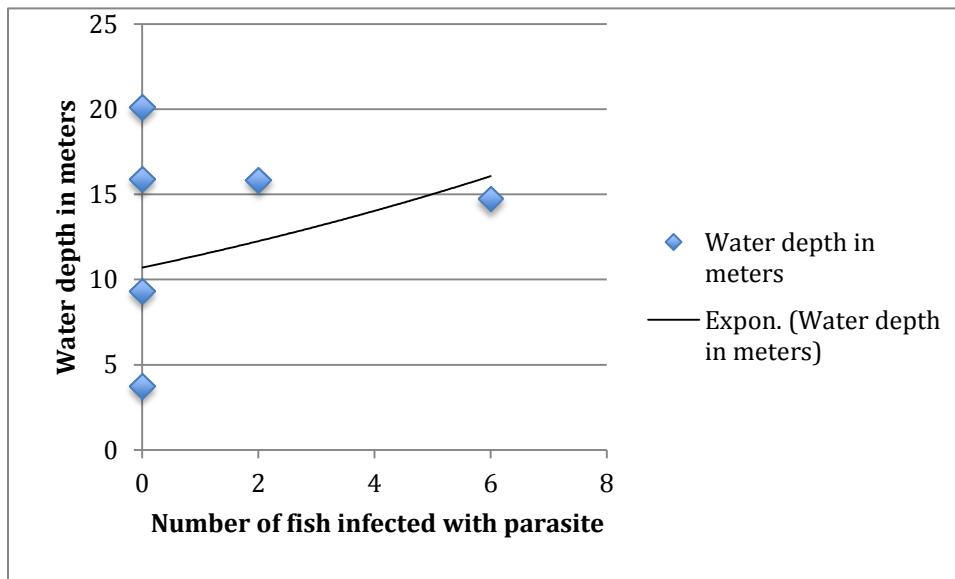 25
20
15
10
5
0
Water depth in meters
0 2 4 6 8
Number of fish infected with parasite
Water depth in
meters
Expon. (Water depth
in meters)